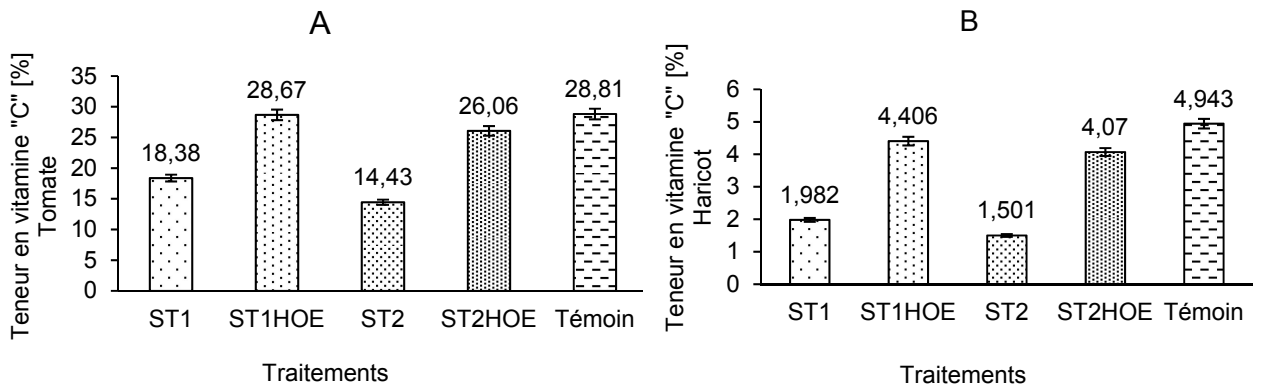 A
Teneur en vitamine "C" [%]
Tomate
35
30
25
20
15
10
5
0
18,38
28,67
14,43
26,06
28,81
ST1 ST1HOE ST2 ST2HOE Témoin
Traitements
B
Teneur en vitamine "C" [%]
Haricot
6
5
4
3
2
1
0
1,982
4,406
1,501
4,07
4,943
ST1 ST1HOE ST2 ST2HOE Témoin
Traitements